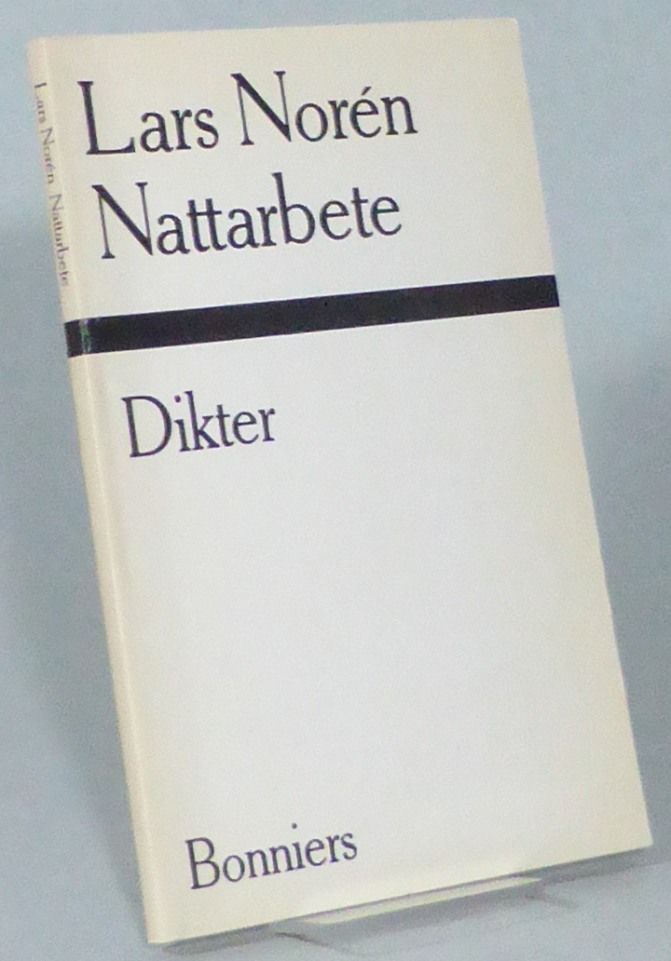 Lars Norén
Nattarbete
Dikter
Bonniers
Lars Norén Nattarbete